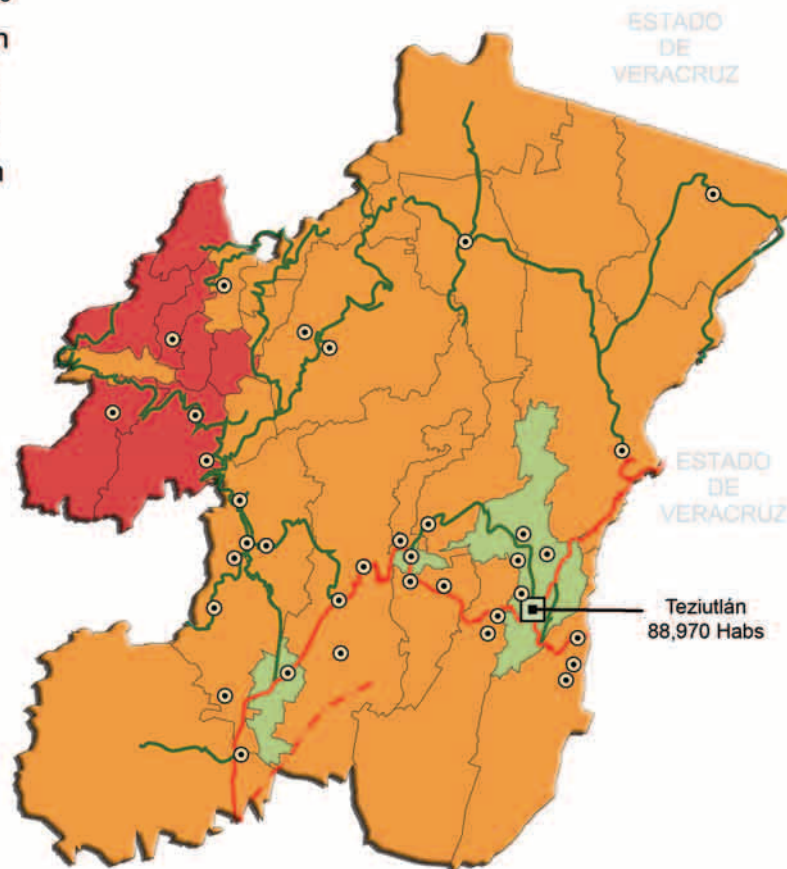 n
n
ESTADO
DE
VERACRUZ
ESTADO
DE
VERACRUZ
Teziutlán
88,970 Habs